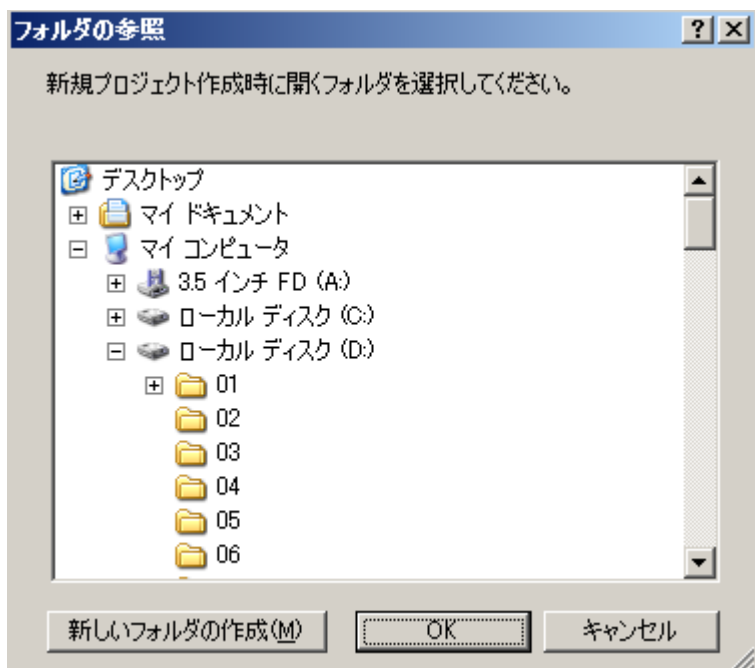 フォルダの参照
新規プロジェクト作成時に開くフォルダを選択してください。
デスクトップ
マイ ドキュメント
マイ コンピュータ
3.5 インチ FD (A:)
ローカル ディスク (C:)
ローカル ディスク (D:)
01
02
03
04
05
06
新しいフォルダの作成(M) OK キャンセル